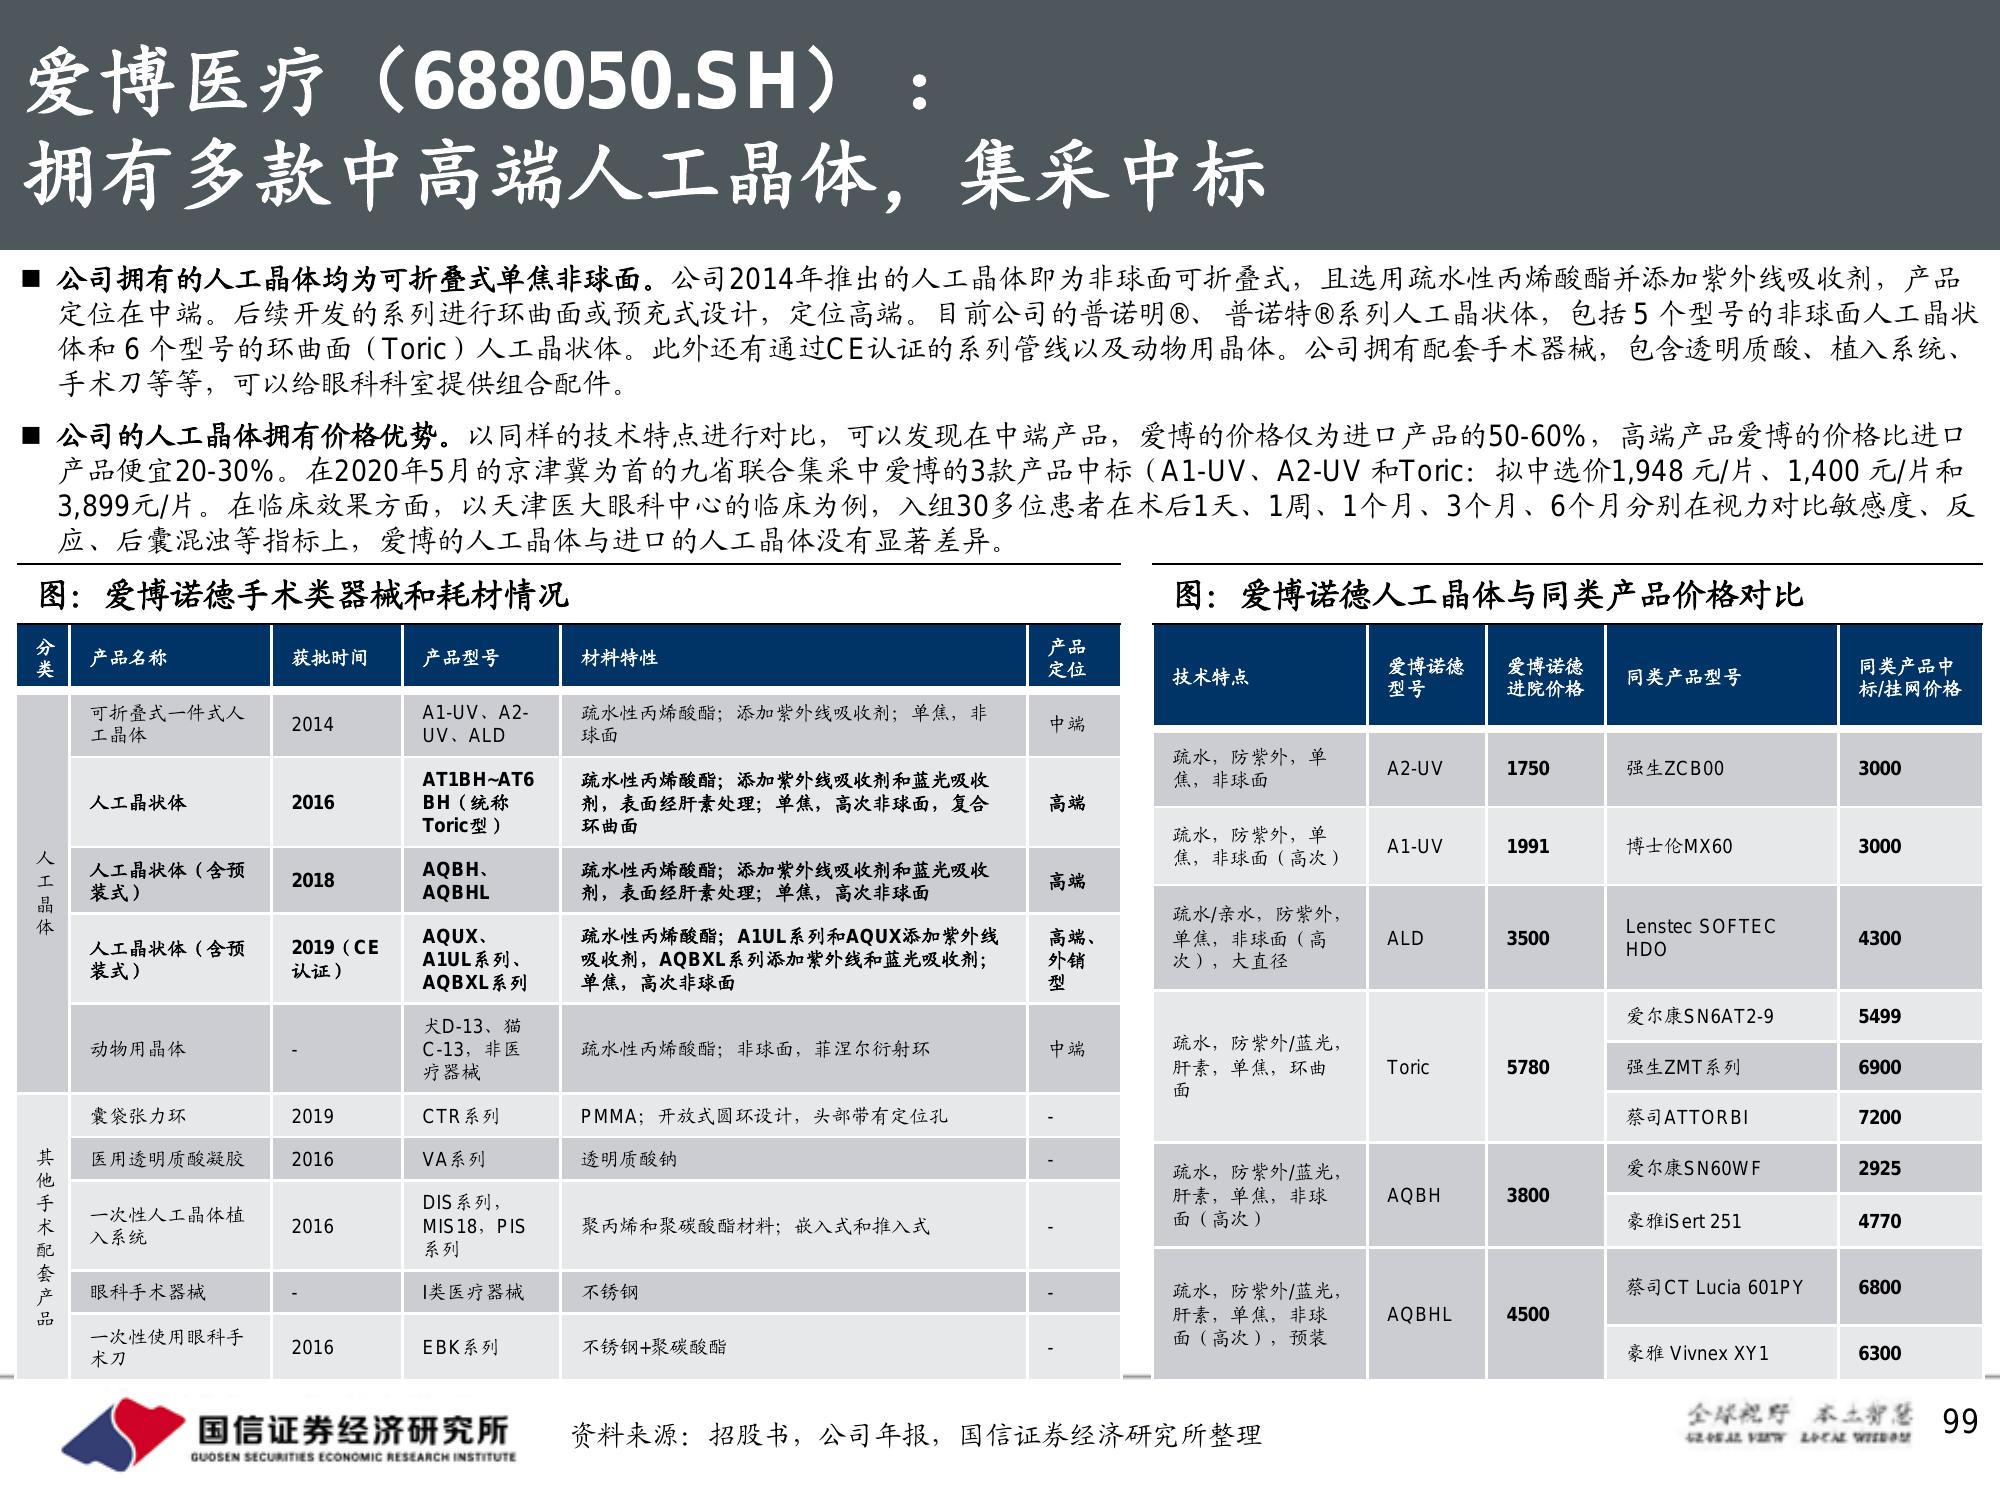 爱博医疗（688050.SH）：
拥有多款中高端人工晶体，集采中标
■ 公司拥有的人工晶体均为可折叠式单焦非球面。公司2014年推出的人工晶体即为非球面可折叠式，且选用疏水性丙烯酸酯并添加紫外线吸收剂，产品
定位在中端。后续开发的系列进行环曲面或预充式设计，定位高端。目前公司的普诺明®、 普诺特®系列人工晶状体，包括 5 个型号的非球面人工晶状
体和 6 个型号的环曲面（Toric）人工晶状体。此外还有通过CE认证的系列管线以及动物用晶体。公司拥有配套手术器械，包含透明质酸、植入系统、
手术刀等等，可以给眼科科室提供组合配件。
■ 公司的人工晶体拥有价格优势。以同样的技术特点进行对比，可以发现在中端产品，爱博的价格仅为进口产品的50-60%，高端产品爱博的价格比进口
产品便宜20-30%。在2020年5月的京津冀为首的九省联合集采中爱博的3款产品中标（A1-UV、A2-UV 和Toric：拟中选价1,948 元/片、1,400 元/片和
3,899元/片。在临床效果方面，以天津医大眼科中心的临床为例，入组30多位患者在术后1天、1周、1个月、3个月、6个月分别在视力对比敏感度、反
应、后囊混浊等指标上，爱博的人工晶体与进口的人工晶体没有显著差异。
图： 爱博诺德手术类器械和耗材情况
分
类
产品名称
获批时间
产品型号
材料特性
产品
定位
人
工
晶
体
可折叠式一件式人
工晶体
2014
A1-UV、A2-
UV、ALD
疏水性丙烯酸酯；添加紫外线吸收剂；单焦，非
球面
中端
人工晶状体
2016
AT1BH~AT6
BH（统称
Toric型）
疏水性丙烯酸酯；添加紫外线吸收剂和蓝光吸收
剂，表面经肝素处理；单焦，高次非球面，复合
环曲面
高端
人工晶状体（含预
装式）
2018
AQBH、
AQBHL
疏水性丙烯酸酯；添加紫外线吸收剂和蓝光吸收
剂，表面经肝素处理；单焦，高次非球面
高端
人工晶状体（含预
装式）
2019（CE
认证）
AQUX、
A1UL系列、
AQBXL系列
疏水性丙烯酸酯；A1UL系列和AQUX添加紫外线
吸收剂，AQBXL系列添加紫外线和蓝光吸收剂；
单焦，高次非球面
高端、
外销
型
动物用晶体
-
犬D-13、猫
C-13，非医
疗器械
疏水性丙烯酸酯；非球面，菲涅尔衍射环
中端
其
他
手
术
配
套
产
品
囊袋张力环
2019
CTR系列
PMMA；开放式圆环设计，头部带有定位孔
-
医用透明质酸凝胶
2016
VA系列
透明质酸钠
-
一次性人工晶体植
入系统
2016
DIS系列，
MIS18，PIS
系列
聚丙烯和聚碳酸酯材料；嵌入式和推入式
-
眼科手术器械
-
I类医疗器械
不锈钢
-
一次性使用眼科手
术刀
2016
EBK系列
不锈钢+聚碳酸酯
-
图： 爱博诺德人工晶体与同类产品价格对比
技术特点
爱博诺德
型号
爱博诺德
进院价格
同类产品型号
同类产品中
标/挂网价格
疏水，防紫外，单
焦，非球面
A2-UV
1750
强生ZCB00
3000
疏水，防紫外，单
焦，非球面（高次）
A1-UV
1991
博士伦MX60
3000
疏水/亲水，防紫外，
单焦，非球面（高
次），大直径
ALD
3500
Lenstec SOFTEC
HDO
4300
疏水，防紫外/蓝光，
肝素，单焦，环曲
面
Toric
5780
爱尔康SN6AT2-9
5499
强生ZMT系列
6900
蔡司ATTORBI
7200
疏水，防紫外/蓝光，
肝素，单焦，非球
面（高次）
AQBH
3800
爱尔康SN60WF
2925
豪雅iSert 251
4770
疏水，防紫外/蓝光，
肝素，单焦，非球
面（高次），预装
AQBHL
4500
蔡司CT Lucia 601PY
6800
豪雅 Vivnex XY1
6300
国信证券经济研究所
GUOSEN SECURITIES ECONOMIC RESEARCH INSTITUTE
资料来源：招股书，公司年报，国信证券经济研究所整理
全球视野 本土智慧
GLOBAL VIEW LOCAL WISDOM
99